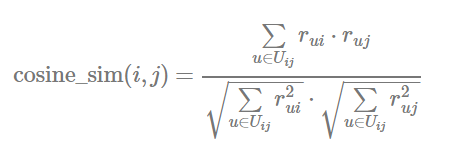 cosine_sim(i, j) = \frac{\sum_{u \in U_{ij}} r_{ui} \cdot r_{uj}}{\sqrt{\sum_{u \in U_{ij}} r_{ui}^2} \cdot \sqrt{\sum_{u \in U_{ij}} r_{uj}^2}}